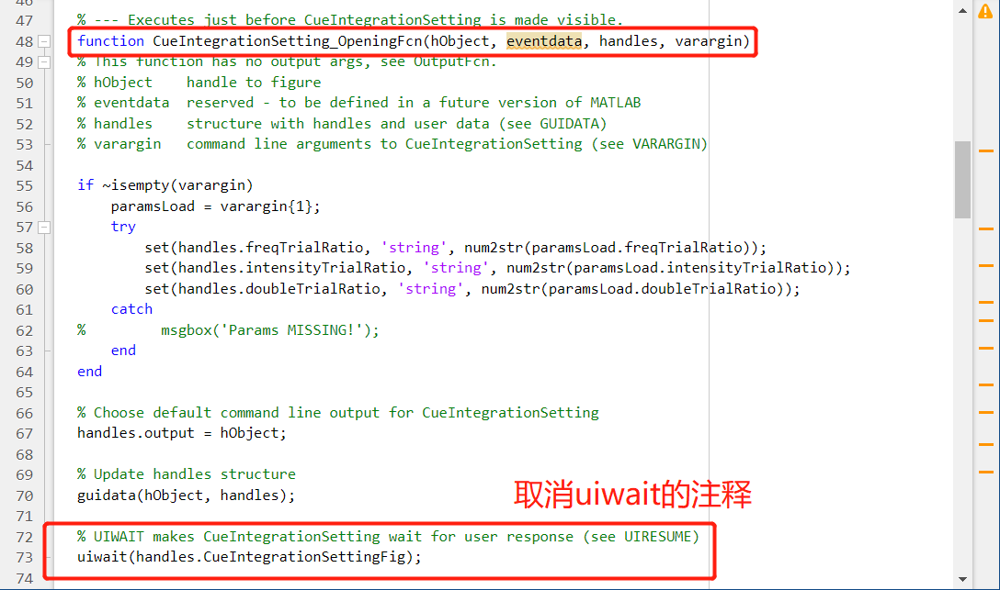 46
47 % --- Executes just before CueIntegrationSetting is made visible.
48 function CueIntegrationSetting_OpeningFcn(hObject, eventdata, handles, varargin)
49 % This function has no output args, see OutputFcn.
50 % hObject    handle to figure
51 % eventdata  reserved - to be defined in a future version of MATLAB
52 % handles    structure with handles and user data (see GUIDATA)
53 % varargin   command line arguments to CueIntegrationSetting (see VARARGIN)
54
55 if ~isempty(varargin)
56     paramsLoad = varargin{1};
57     try
58         set(handles.freqTrialRatio, 'string', num2str(paramsLoad.freqTrialRatio));
59         set(handles.intensityTrialRatio, 'string', num2str(paramsLoad.intensityTrialRatio));
60         set(handles.doubleTrialRatio, 'string', num2str(paramsLoad.doubleTrialRatio));
61     catch
62 %         msgbox('Params MISSING!');
63     end
64 end
65
66 % Choose default command line output for CueIntegrationSetting
67 handles.output = hObject;
68
69 % Update handles structure
70 guidata(hObject, handles);
取消uiwait的注释
71
72 % UIWAIT makes CueIntegrationSetting wait for user response (see UIRESUME)
73 uiwait(handles.CueIntegrationSettingFig);
74